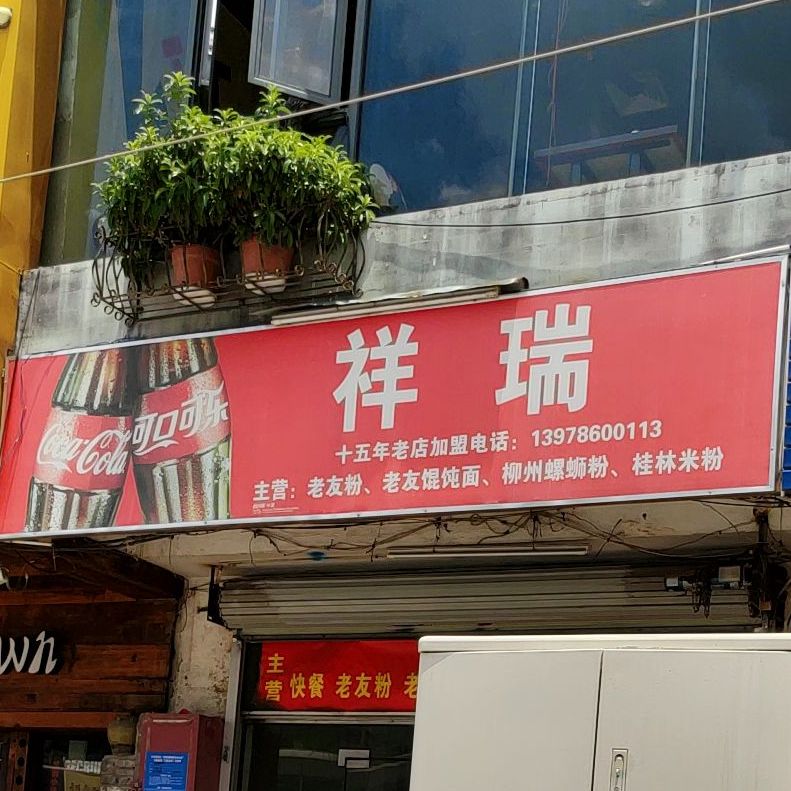 祥瑞
Coca-Cola
可口可乐
十五年老店加盟电话：13978600113
主营：老友粉、老友馄饨面、柳州螺蛳粉、桂林米粉
主营 快餐 老友粉 老
wn